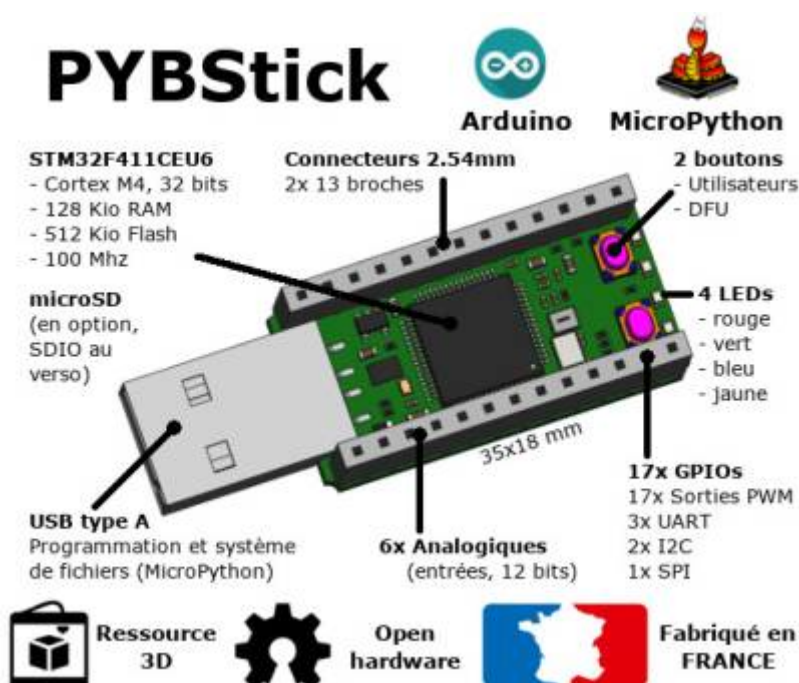 PYBStick
Arduino
MicroPython
STM32F411CEU6
- Cortex M4, 32 bits
- 128 Kio RAM
- 512 Kio Flash
- 100 Mhz
Connecteurs 2.54mm
2x 13 broches
2 boutons
- Utilisateurs
- DFU
microSD
(en option,
SDIO au
verso)
4 LEDs
- rouge
- vert
- bleu
- jaune
35x18 mm
USB type A
Programmation et système
de fichiers (MicroPython)
6x Analogiques
(entrées, 12 bits)
17x GPIOs
17x Sorties PWM
3x UART
2x I2C
1x SPI
Ressource
3D
Open
hardware
Fabriqué en
FRANCE